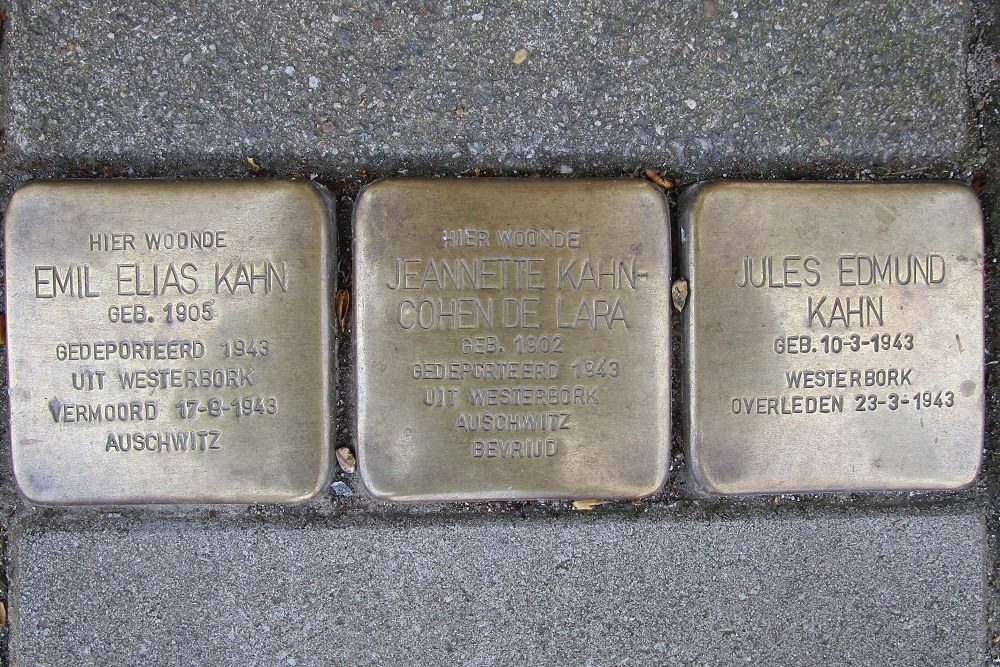 HIER WOONDE
EMIL ELIAS KAHN
GEB. 1905
GEDEPORTEERD 1943
UIT WESTERBORK
VERMOORD 17-9-1943
AUSCHWITZ
HIER WOONDE
JEANNETTE KAHN-
COHEN DE LARA
GEB. 1902
GEDEPORTEERD 1943
UIT WESTERBORK
AUSCHWITZ
BEVRIJD
JULES EDMUND
KAHN
GEB. 10-3-1943
WESTERBORK
OVERLEDEN 23-3-1943